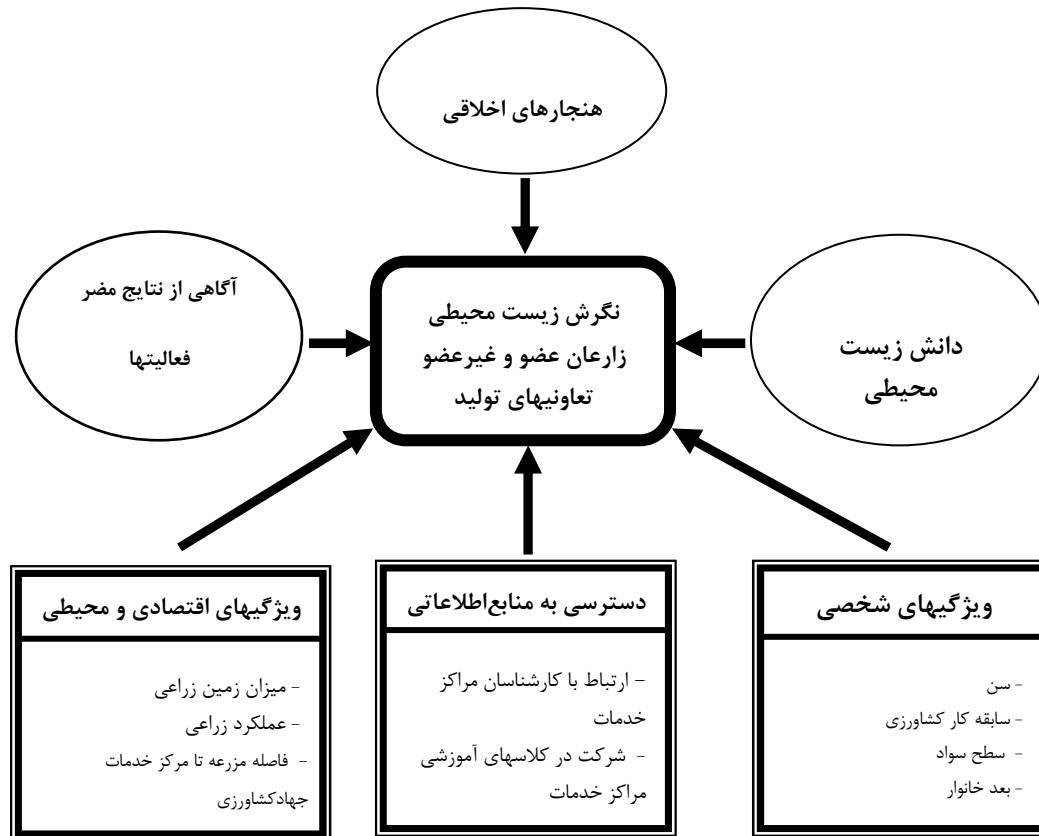 هنجارهای اخلاقی
آگاهی از نتایج مضر
فعالیتها
نگرش زیست محیطی
زارعان عضو و غیرعضو
تعاونیهای تولید
دانش زیست
محیطی
ویژگیهای شخصی
- سن
- سابقه کار کشاورزی
- سطح سواد
- بعد خانوار
دسترسی به منابع‌اطلاعاتی
- ارتباط با کارشناسان مراکز
خدمات
- شرکت در کلاسهای آموزشی
مراکز خدمات
ویژگیهای اقتصادی و محیطی
- میزان زمین زراعی
- عملکرد زراعی
- فاصله مزرعه تا مرکز خدمات
جهادکشاورزی